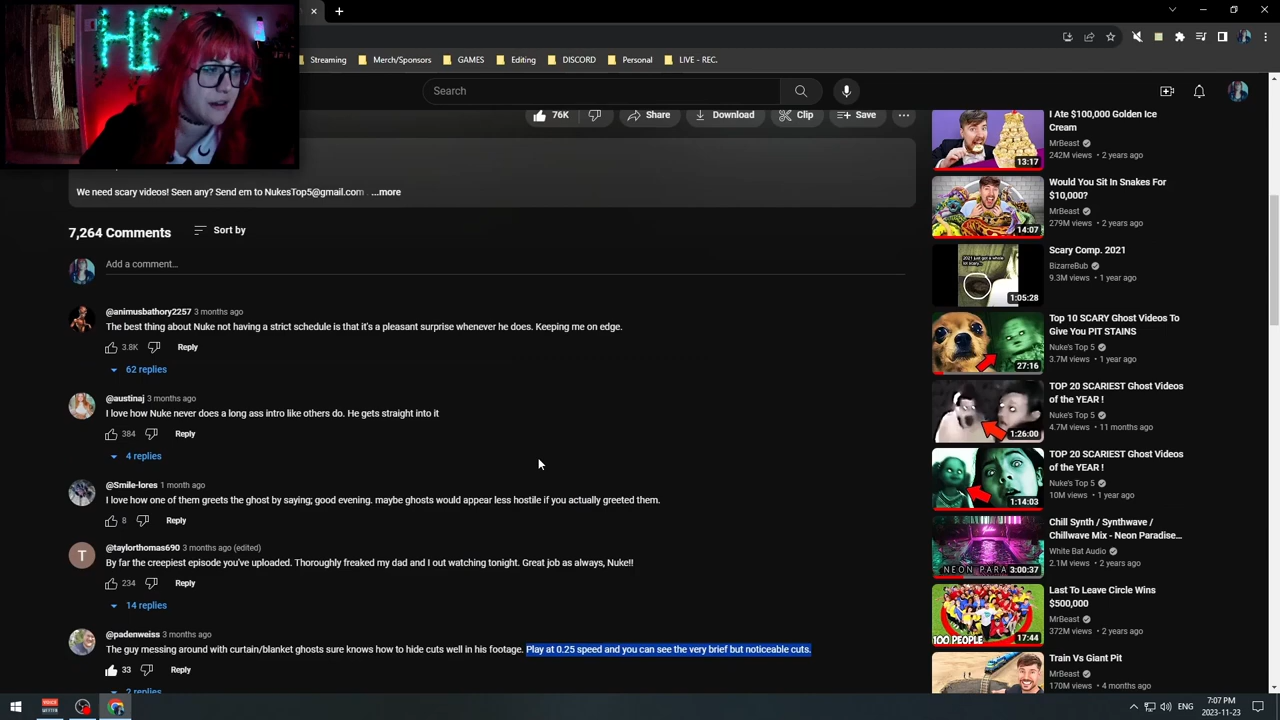 Streaming
Merch/Sponsors
GAMES
Editing
DISCORD
Personal
LIVE - REC.
Search
76K
Share
Download
Clip
Save
We need scary videos! Seen any? Send em to NukesTop5@gmail.com ...more
7,264 Comments
Sort by
Add a comment...
@animusbathory2257 3 months ago
The best thing about Nuke not having a strict schedule is that it's a pleasant surprise whenever he does. Keeping me on edge.
3.8K
Reply
62 replies
@austinaj 3 months ago
I love how Nuke never does a long ass intro like others do. He gets straight into it
384
Reply
4 replies
@Smile-lores 1 month ago
I love how one of them greets the ghost by saying; good evening. maybe ghosts would appear less hostile if you actually greeted them.
8
Reply
T
@taylorthomas690 3 months ago (edited)
By far the creepiest episode you've uploaded. Thoroughly freaked my dad and I out watching tonight. Great job as always, Nuke!!
234
Reply
14 replies
@padenweiss 3 months ago
The guy messing around with curtain/blanket ghosts sure knows how to hide cuts well in his footage. Play at 0.25 speed and you can see the very brief but noticeable cuts.
33
Reply
2 replies
I Ate $100,000 Golden Ice
Cream
MrBeast
242M views • 2 years ago
13:17
Would You Sit In Snakes For
$10,000?
MrBeast
279M views • 2 years ago
14:07
Scary Comp. 2021
BizarreBub
9.3M views • 1 year ago
1:05:28
Top 10 SCARY Ghost Videos To
Give You PIT STAINS
Nuke's Top 5
3.7M views • 1 year ago
27:16
TOP 20 SCARIEST Ghost Videos
of the YEAR !
Nuke's Top 5
4.7M views • 11 months ago
1:26:00
TOP 20 SCARIEST Ghost Videos
of the YEAR !
Nuke's Top 5
10M views • 1 year ago
1:14:03
Chill Synth / Synthwave /
Chillwave Mix - Neon Paradise...
White Bat Audio
2.1M views • 2 years ago
NEON PARA
3:00:37
Last To Leave Circle Wins
$500,000
MrBeast
372M views • 2 years ago
100 PEOPLE
17:44
Train Vs Giant Pit
MrBeast
170M views • 4 months ago
ENG
7:07 PM
2023-11-23